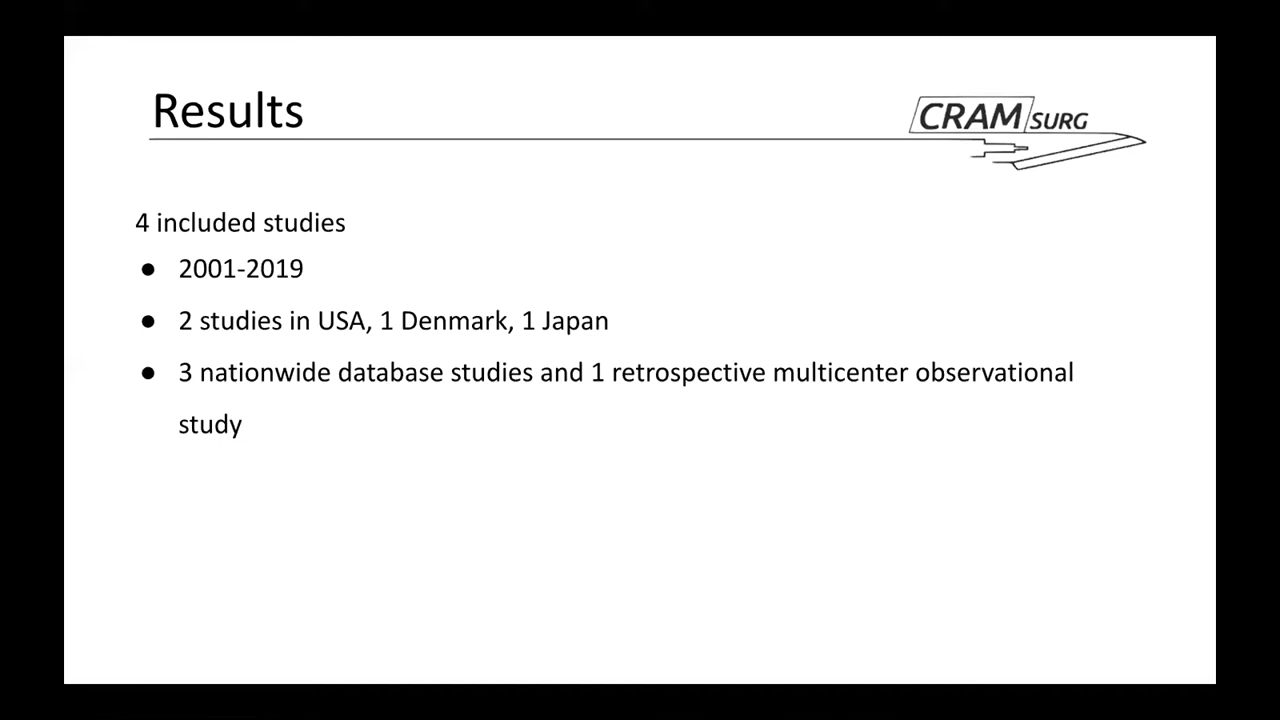 Results
CRAM SURG
4 included studies
● 2001-2019
● 2 studies in USA, 1 Denmark, 1 Japan
● 3 nationwide database studies and 1 retrospective multicenter observational
study